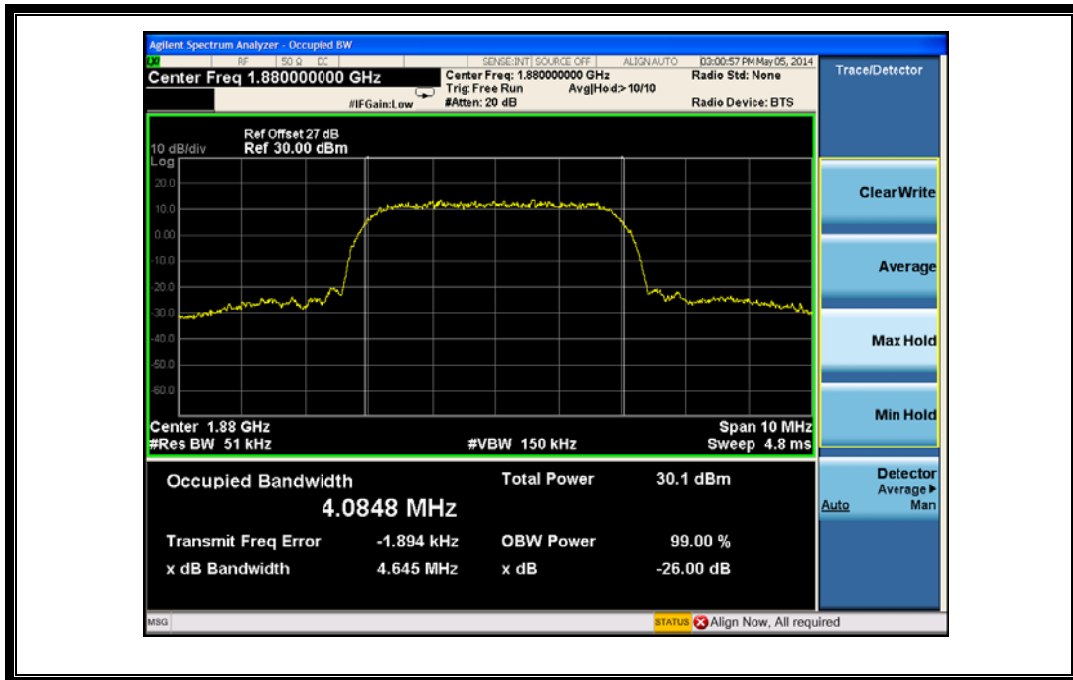 Agilent Spectrum Analyzer - Occupied BW
LXI RF 50 Ω DC SENSE:INT SOURCE OFF ALIGN AUTO 03:00:57 PM May 05, 2014
Center Freq 1.880000000 GHz
Center Freq: 1.880000000 GHz Radio Std: None
Trig: Free Run Avg|Hold:> 10/10
#IFGain:Low #Atten: 20 dB Radio Device: BTS
Ref Offset 27 dB
10 dB/div Ref 30.00 dBm
Log
20.0
10.0
0.00
-10.0
-20.0
-30.0
-40.0
-50.0
-60.0
Center 1.88 GHz Span 10 MHz
#Res BW 51 kHz #VBW 150 kHz Sweep 4.8 ms
Occupied Bandwidth Total Power 30.1 dBm
4.0848 MHz
Transmit Freq Error -1.894 kHz OBW Power 99.00 %
x dB Bandwidth 4.645 MHz x dB -26.00 dB
MSG STATUS Align Now, All required
Trace/Detector
Clear Write
Average
Max Hold
Min Hold
Detector
Average
Auto Man